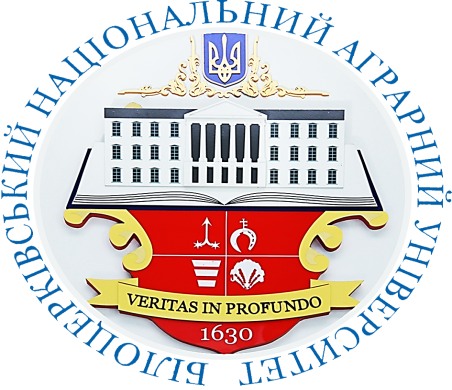 БІЛОЦЕРКІВСЬКИЙ НАЦІОНАЛЬНИЙ АГРАРНИЙ УНІВЕРСИТЕТ
VERITAS IN PROFUNDO
1630